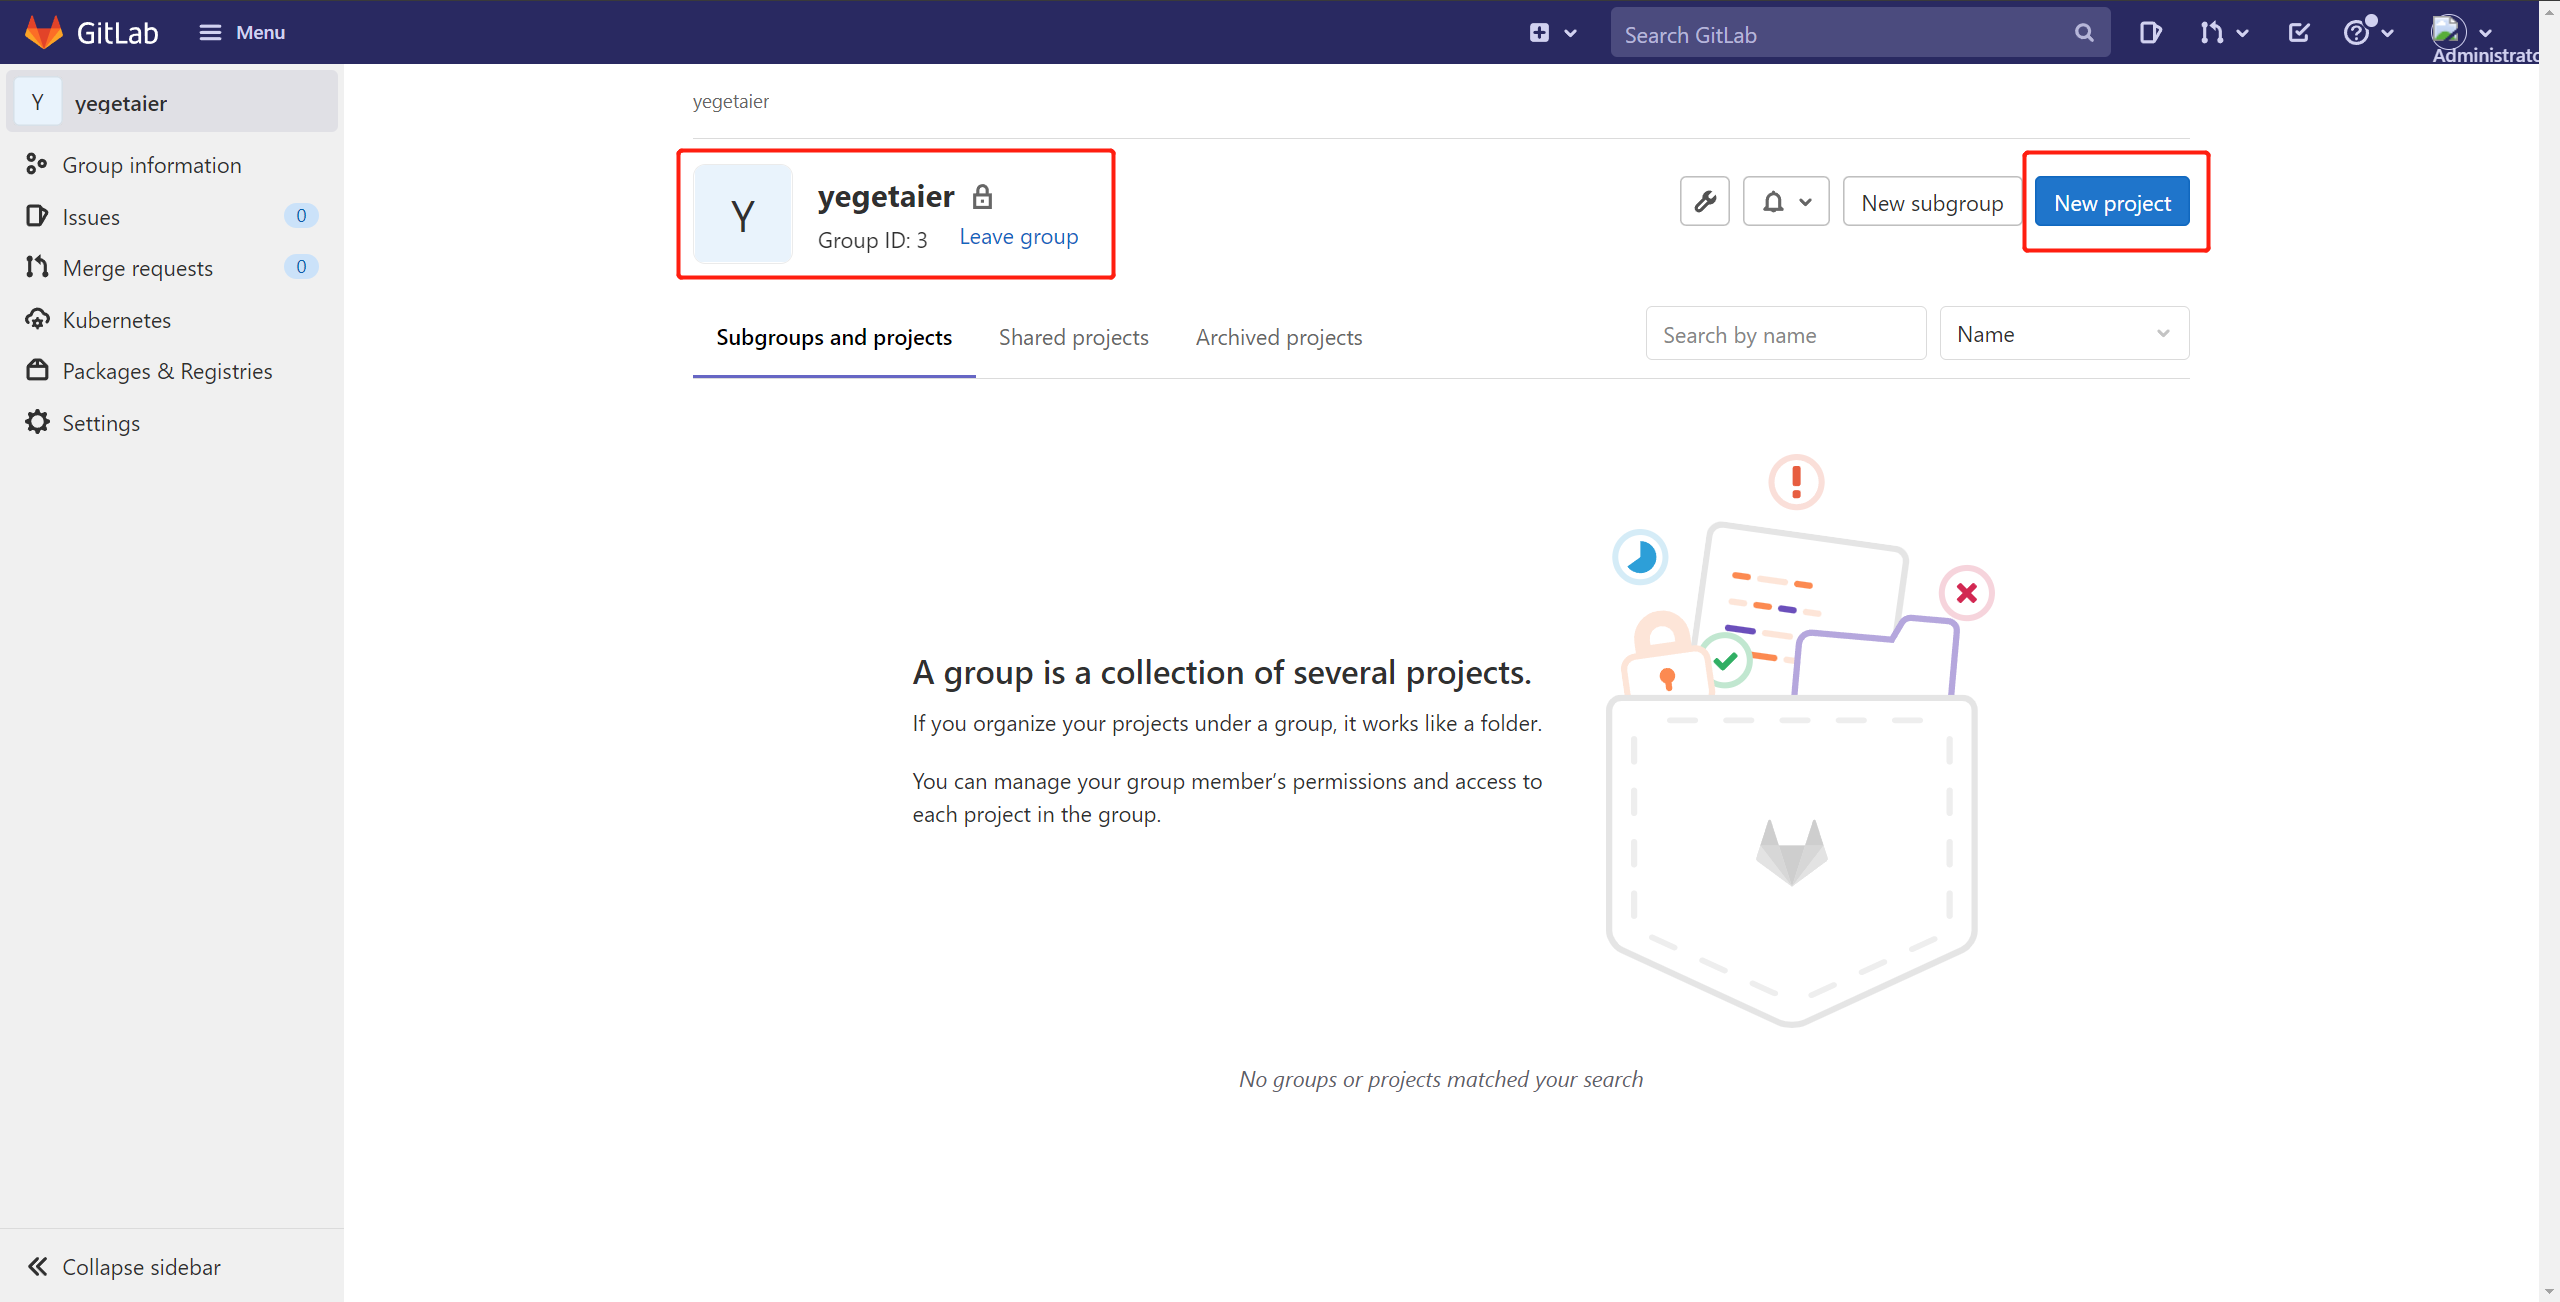 GitLab Menu Search GitLab Administrato
Y yegetaier
Group information
Issues 0
Merge requests 0
Kubernetes
Packages & Registries
Settings
Collapse sidebar
yegetaier
Y
yegetaier
Group ID: 3 Leave group
New subgroup New project
Subgroups and projects Shared projects Archived projects Search by name Name
A group is a collection of several projects.
If you organize your projects under a group, it works like a folder.
You can manage your group member’s permissions and access to
each project in the group.
No groups or projects matched your search